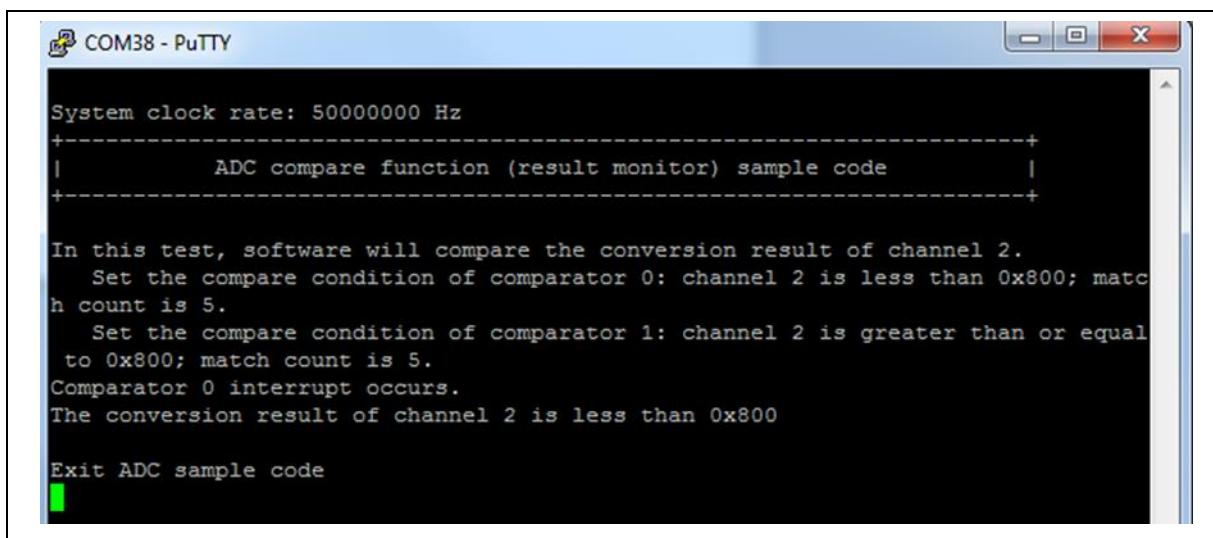 COM38 - PuTTY
System clock rate: 50000000 Hz
+-----------------------------------------------------------------------+
|           ADC compare function (result monitor) sample code           |
+-----------------------------------------------------------------------+
In this test, software will compare the conversion result of channel 2.
   Set the compare condition of comparator 0: channel 2 is less than 0x800; matc
h count is 5.
   Set the compare condition of comparator 1: channel 2 is greater than or equal
 to 0x800; match count is 5.
Comparator 0 interrupt occurs.
The conversion result of channel 2 is less than 0x800
Exit ADC sample code